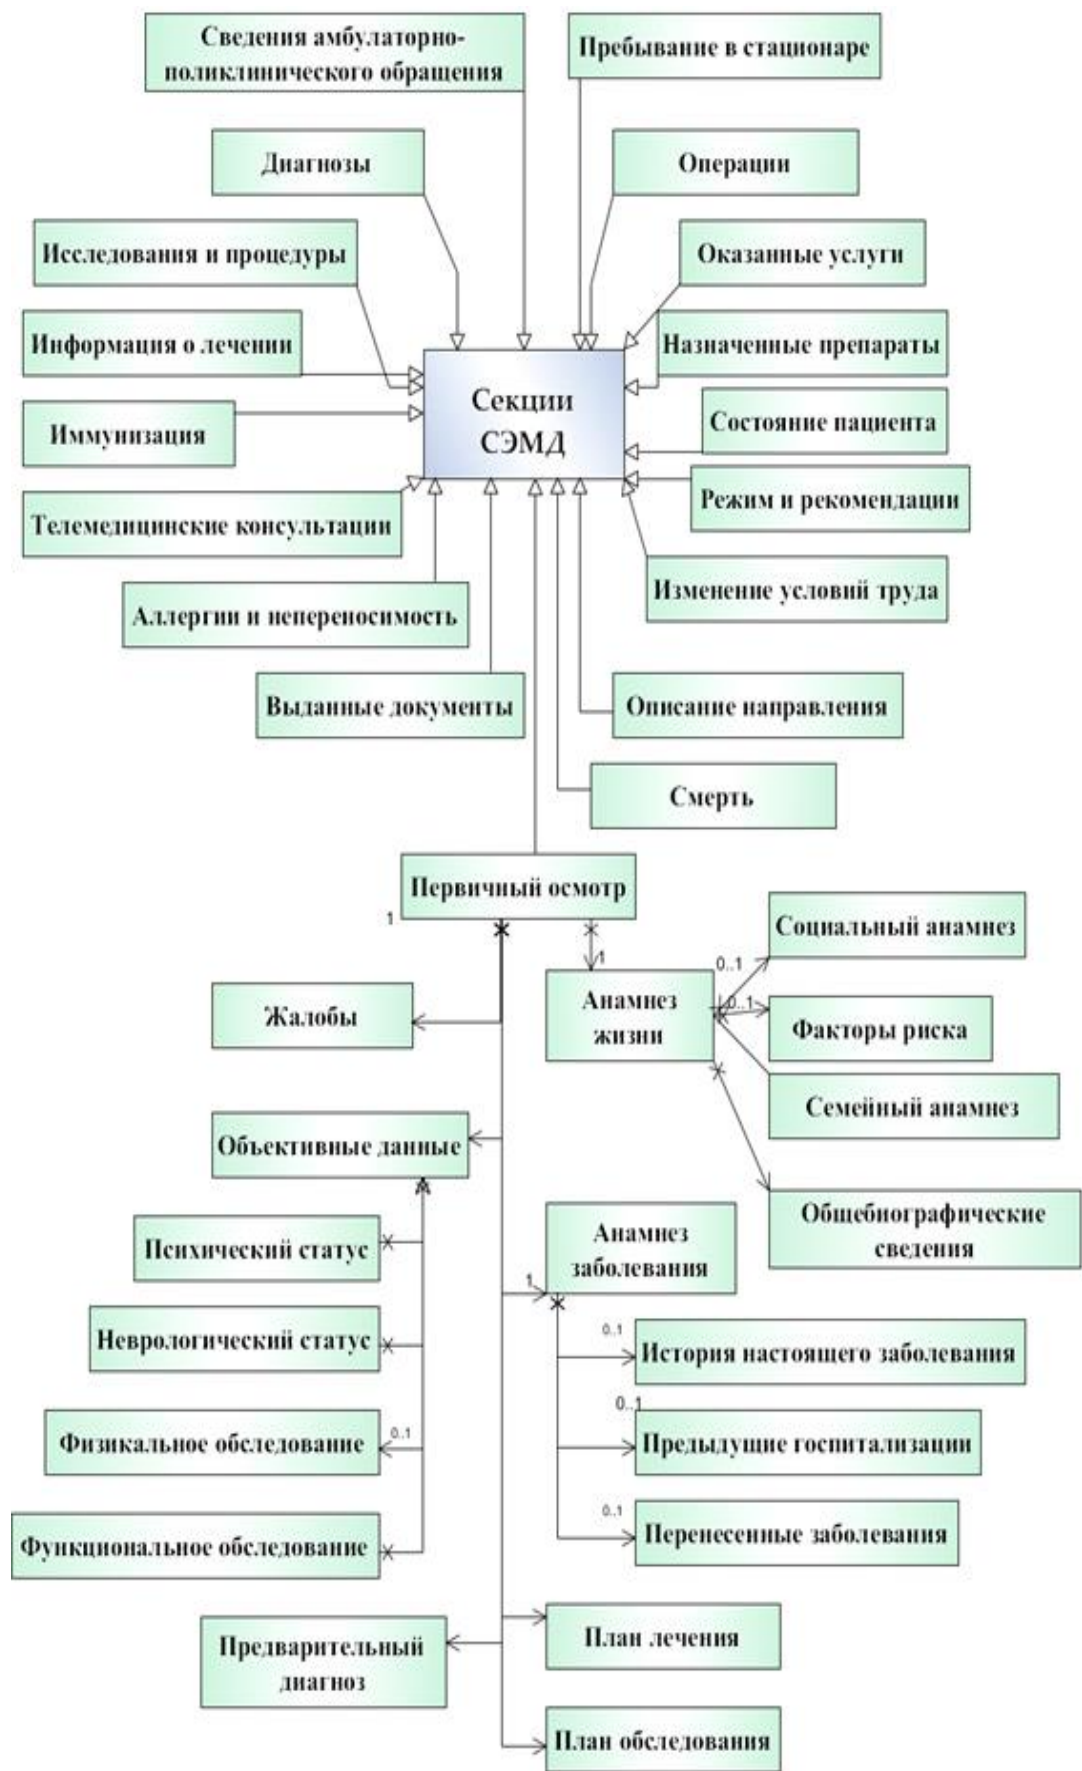 Сведения амбулаторно-
поликлинического обращения
Пребывание в стационаре
Диагнозы
Операции
Исследования и процедуры
Оказанные услуги
Информация о лечении
Назначенные препараты
Секции
СЭМД
Иммунизация
Состояние пациента
Телемедицинские консультации
Режим и рекомендации
Аллергии и непереносимость
Изменение условий труда
Выданные документы
Описание направления
Смерть
Первичный осмотр
1
1
Социальный анамнез
0..1
Анамнез
жизни
0..1
Факторы риска
Жалобы
Семейный анамнез
Объективные данные
Общебиографические
сведения
Психический статус
Анамнез
заболевания
1
Неврологический статус
0..1
История настоящего заболевания
Физикальное обследование
0..1
0..1
Предыдущие госпитализации
Функциональное обследование
0..1
Перенесенные заболевания
Предварительный
диагноз
План лечения
План обследования